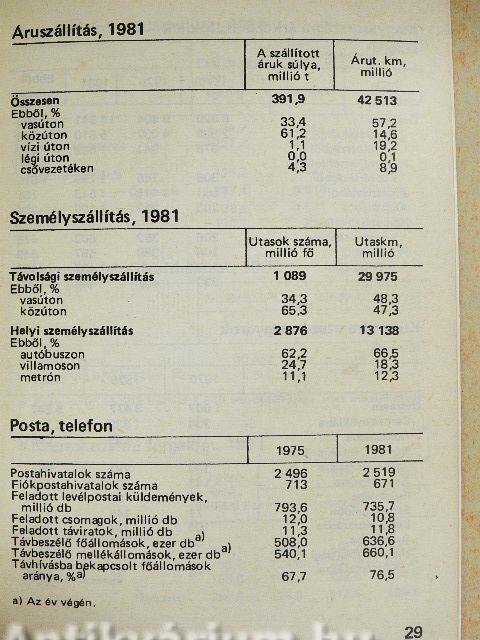 Áruszállítás, 1981
A szállított áruk súlya, millió t | Árut. km, millió
Összesen 391,9 42 513
Ebből, %
vasúton 33,4 57,2
közúton 61,2 14,6
vízi úton 1,1 19,2
légi úton 0,0 0,1
csővezetéken 4,3 8,9
Személyszállítás, 1981
Utasok száma, millió fő | Utaskm, millió
Távolsági személyszállítás 1 089 29 975
Ebből, %
vasúton 34,3 48,3
közúton 65,3 47,3
Helyi személyszállítás 2 876 13 138
Ebből, %
autóbuszon 62,2 66,5
villamoson 24,7 18,3
metrón 11,1 12,3
Posta, telefon
1975 1981
Postahivatalok száma 2 496 2 519
Fiókpostahivatalok száma 713 671
Feladott levélpostai küldemények,
millió db 793,6 735,7
Feladott csomagok, millió db 12,0 10,8
Feladott táviratok, millió db 11,3 11,8
Távbeszélő főállomások, ezer db a) 508,0 636,6
Távbeszélő mellékállomások, ezer db a) 540,1 660,1
Távhívásba bekapcsolt főállomások
aránya, % a) 67,7 76,5
a) Az év végén.
29